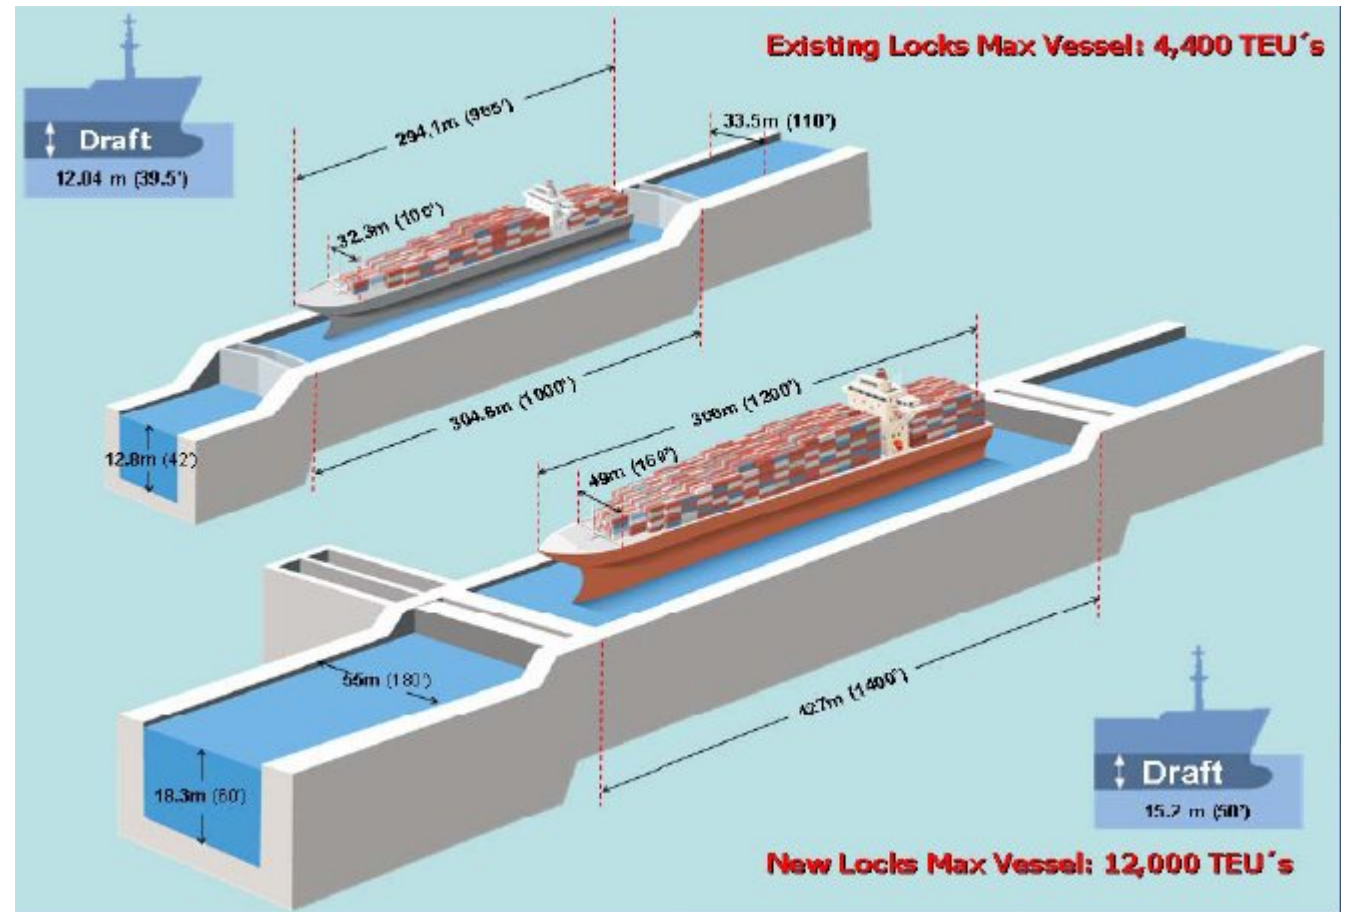 Existing Locks Max Vessel: 4,400 TEU´s
Draft
12.04 m (39.5')
294.1m (965')
33.5m (110')
32.3m (106')
304.8m (1000')
12.8m (42')
366m (1200')
49m (160')
55m (180')
427m (1400')
18.3m (60')
Draft
15.2 m (50')
New Locks Max Vessel: 12,000 TEU´s